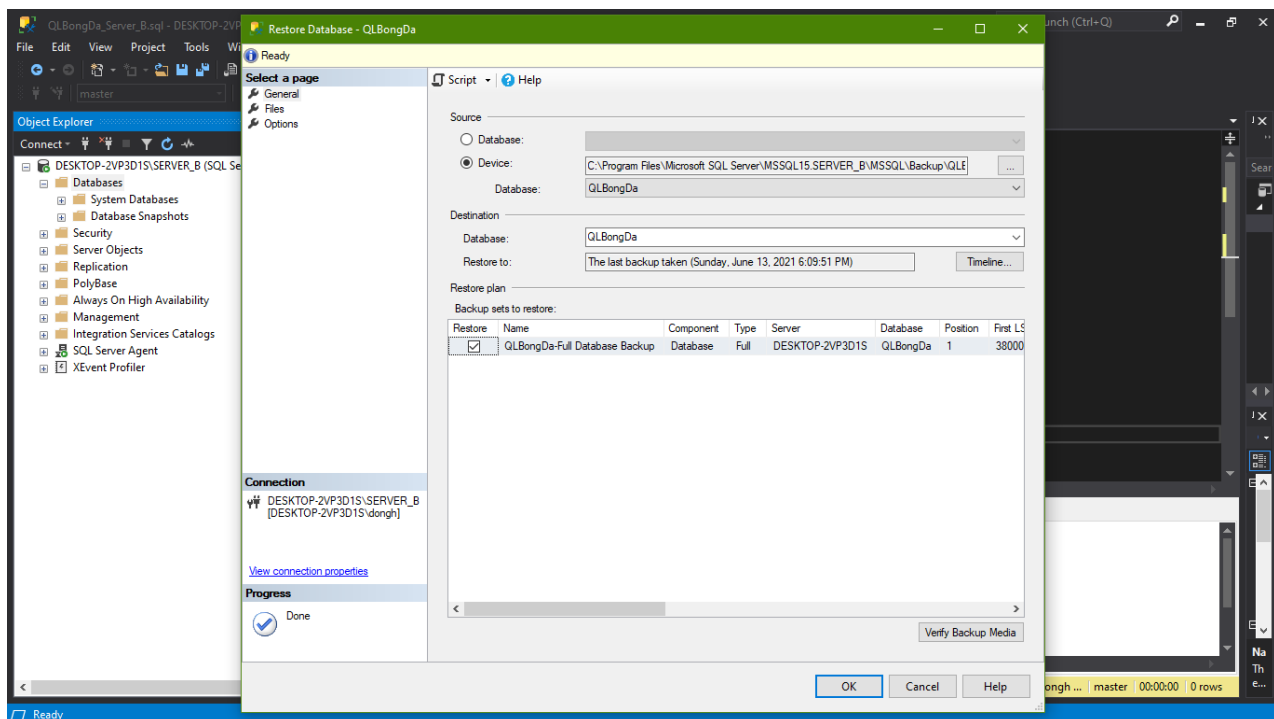 QLBongDa_Server_B.sql - DESKTOP-2VP
unch (Ctrl+Q)
File Edit View Project Tools Wi
master
Object Explorer
Connect
DESKTOP-2VP3D1S\SERVER_B (SQL Se
Databases
System Databases
Database Snapshots
Security
Server Objects
Replication
PolyBase
Always On High Availability
Management
Integration Services Catalogs
SQL Server Agent
XEvent Profiler
Restore Database - QLBongDa
Ready
Select a page
General
Files
Options
Script Help
Source
Database:
Device: C:\Program Files\Microsoft SQL Server\MSSQL15.SERVER_B\MSSQL\Backup\QLE ...
Database: QLBongDa
Destination
Database: QLBongDa
Restore to: The last backup taken (Sunday, June 13, 2021 6:09:51 PM) Timeline...
Restore plan
Backup sets to restore:
Restore Name Component Type Server Database Position First LS
QLBongDa-Full Database Backup Database Full DESKTOP-2VP3D1S QLBongDa 1 38000
Connection
DESKTOP-2VP3D1S\SERVER_B
[DESKTOP-2VP3D1S\dongh]
View connection properties
Progress
Done
Verify Backup Media
OK Cancel Help
Sear
Na
Th
e...
ongh ... master 00:00:00 0 rows
Ready